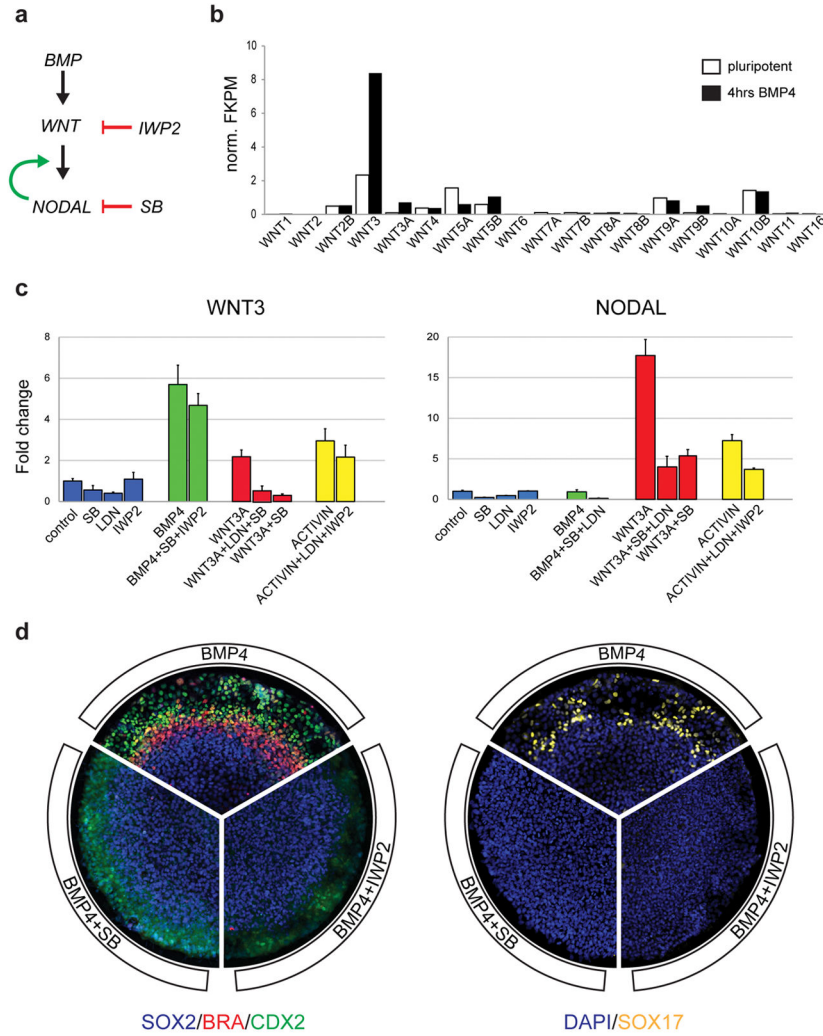 a
BMP
WNT
IWP2
NODAL
SB
b
norm. FKPM
10
8
6
4
2
0
pluripotent
4hrs BMP4
WNT1
WNT2
WNT2B
WNT3
WNT3A
WNT4
WNT5A
WNT5B
WNT6
WNT7A
WNT7B
WNT8A
WNT8B
WNT9A
WNT9B
WNT10A
WNT10B
WNT11
WNT16
c
WNT3
Fold change
8
6
4
2
0
control
SB
LDN
IWP2
BMP4
BMP4+SB+IWP2
WNT3A
WNT3A+LDN+SB
WNT3A+SB
ACTIVIN
ACTIVIN+LDN+IWP2
NODAL
20
15
10
5
0
control
SB
LDN
IWP2
BMP4
BMP4+SB+LDN
WNT3A
WNT3A+SB+LDN
WNT3A+SB
ACTIVIN
ACTIVIN+LDN+IWP2
d
BMP4
BMP4+SB
BMP4+IWP2
SOX2/BRA/CDX2
BMP4
BMP4+SB
BMP4+IWP2
DAPI/SOX17